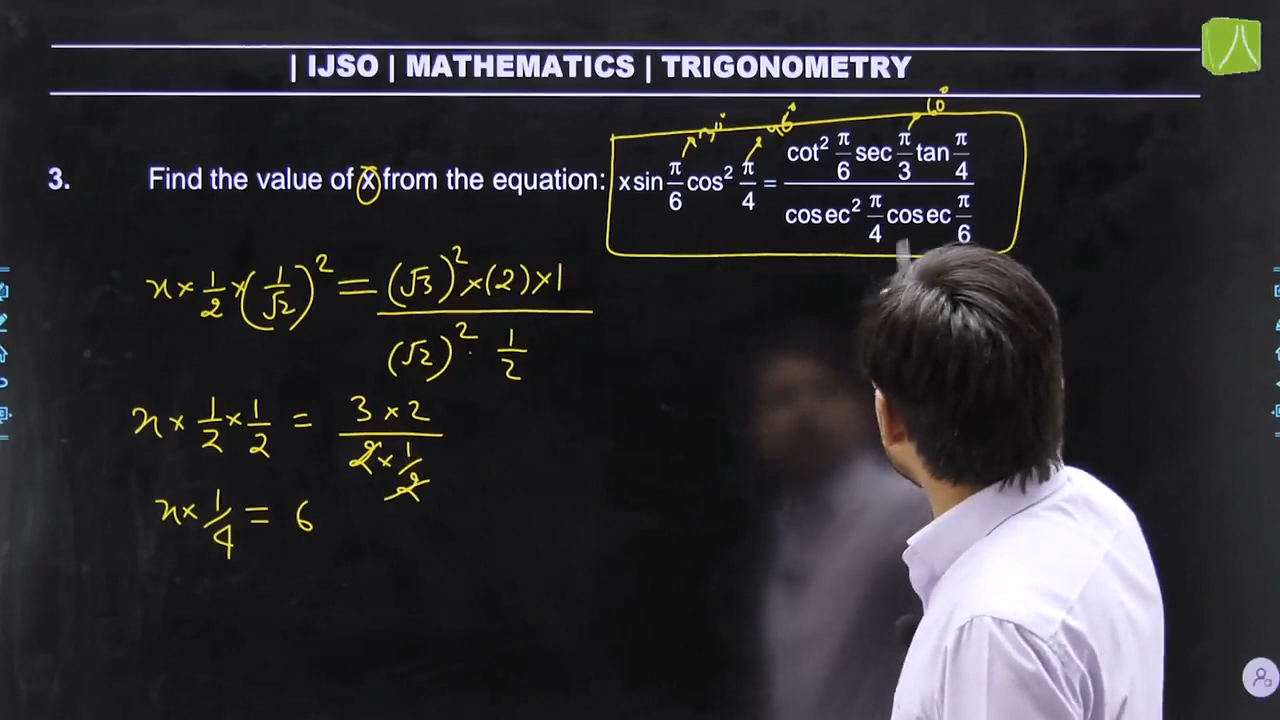 | IJSO | MATHEMATICS | TRIGONOMETRY
60°
3. Find the value of x from the equation: x sin π/6 cos² π/4 = (cot² π/6 sec π/3 tan π/4) / (cosec² π/4 cosec π/6)
x × 1/2 × (1/√2)² = ((√3)² × (2) × 1) / ((√2)² · 1/2)
x × 1/2 × 1/2 = (3 × 2) / (2 × 1/2)
x × 1/4 = 6